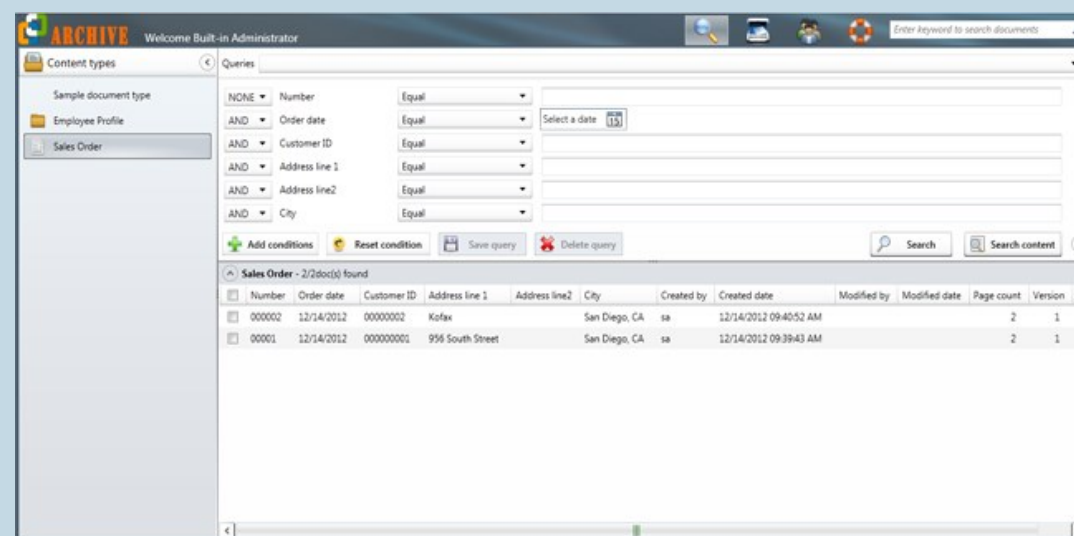 ARCHIVE Welcome Built-in Administrator Enter keyword to search documents
Content types Queries
Sample document type
Employee Profile
Sales Order
NONE Number Equal
AND Order date Equal Select a date 15
AND Customer ID Equal
AND Address line 1 Equal
AND Address line2 Equal
AND City Equal
Add conditions Reset condition Save query Delete query Search Search content
Sales Order - 2/2doc(s) found
Number Order date Customer ID Address line 1 Address line2 City Created by Created date Modified by Modified date Page count Version
000002 12/14/2012 00000002 Kofax San Diego, CA sa 12/14/2012 09:40:52 AM 2 1
00001 12/14/2012 000000001 956 South Street San Diego, CA sa 12/14/2012 09:39:43 AM 2 1